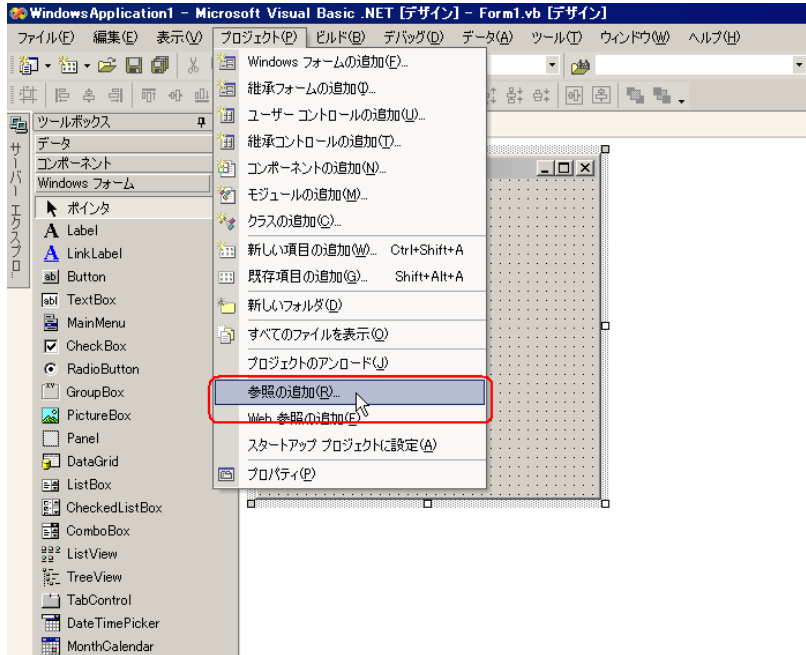 WindowsApplication1 - Microsoft Visual Basic .NET [デザイン] - Form1.vb [デザイン]
ファイル(F) 編集(E) 表示(V) プロジェクト(P) ビルド(B) デバッグ(D) データ(A) ツール(T) ウィンドウ(W) ヘルプ(H)
Windows フォームの追加(F)...
継承フォームの追加(I)...
ユーザー コントロールの追加(U)...
継承コントロールの追加(T)...
コンポーネントの追加(N)...
モジュールの追加(M)...
クラスの追加(C)...
新しい項目の追加(W)... Ctrl+Shift+A
既存項目の追加(G)... Shift+Alt+A
新しいフォルダ(D)
すべてのファイルを表示(O)
プロジェクトのアンロード(J)
参照の追加(R)...
Web 参照の追加(E)
スタートアップ プロジェクトに設定(A)
プロパティ(P)
サーバー エクスプロ
ツールボックス
データ
コンポーネント
Windows フォーム
ポインタ
Label
LinkLabel
Button
TextBox
MainMenu
CheckBox
RadioButton
GroupBox
PictureBox
Panel
DataGrid
ListBox
CheckedListBox
ComboBox
ListView
TreeView
TabControl
DateTimePicker
MonthCalendar